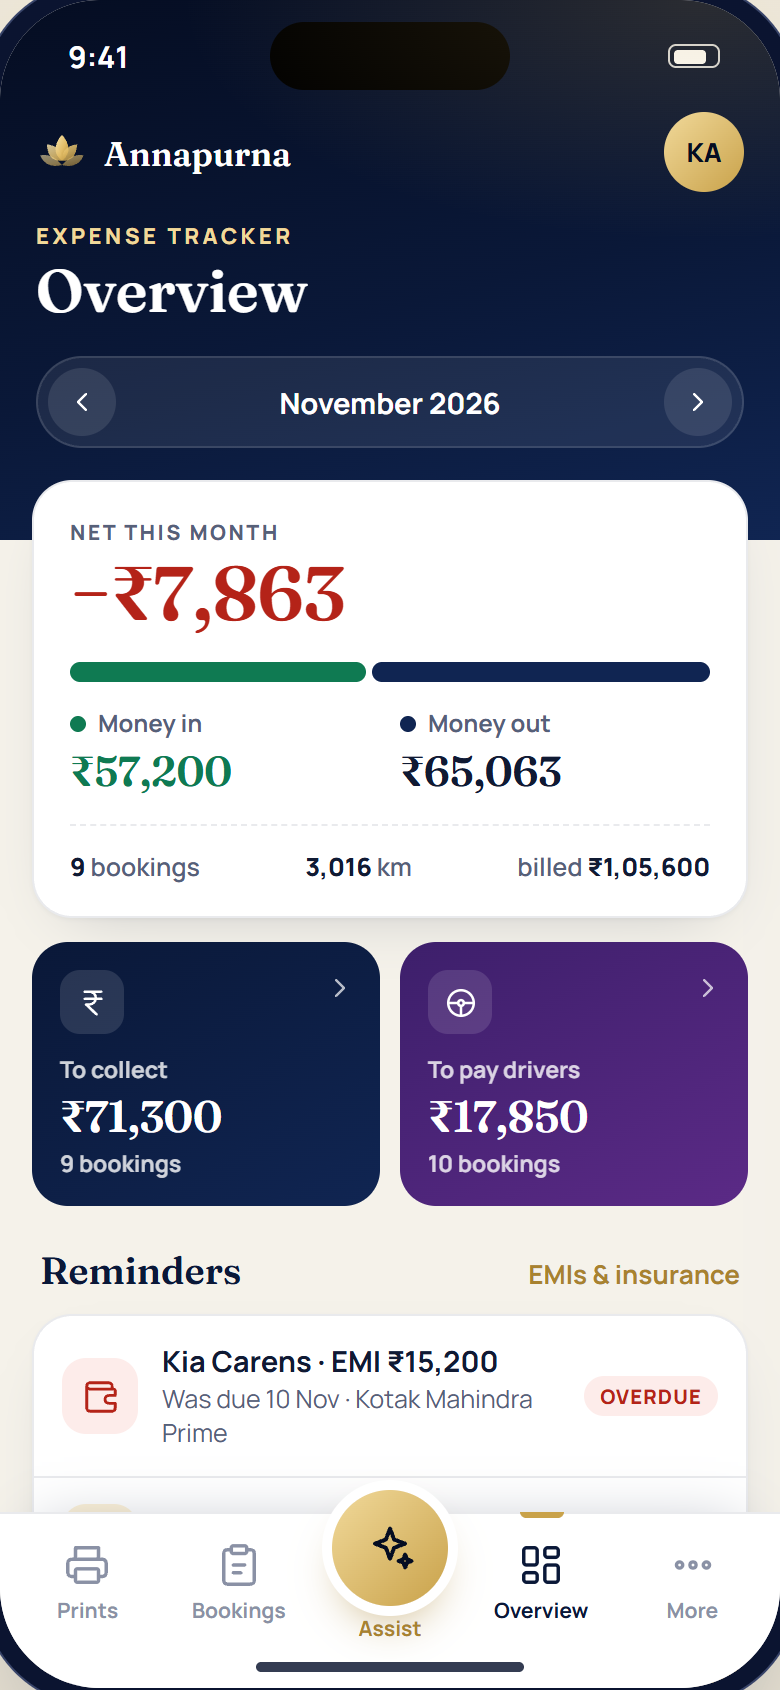 9:41
Annapurna
KA
EXPENSE TRACKER
Overview
November 2026
NET THIS MONTH
−₹7,863
Money in
Money out
₹57,200
₹65,063
9 bookings
3,016 km
billed ₹1,05,600
₹
To collect
₹71,300
9 bookings
To pay drivers
₹17,850
10 bookings
Reminders
EMIs & insurance
Kia Carens · EMI ₹15,200
Was due 10 Nov · Kotak Mahindra
Prime
OVERDUE
Prints
Bookings
Assist
Overview
More